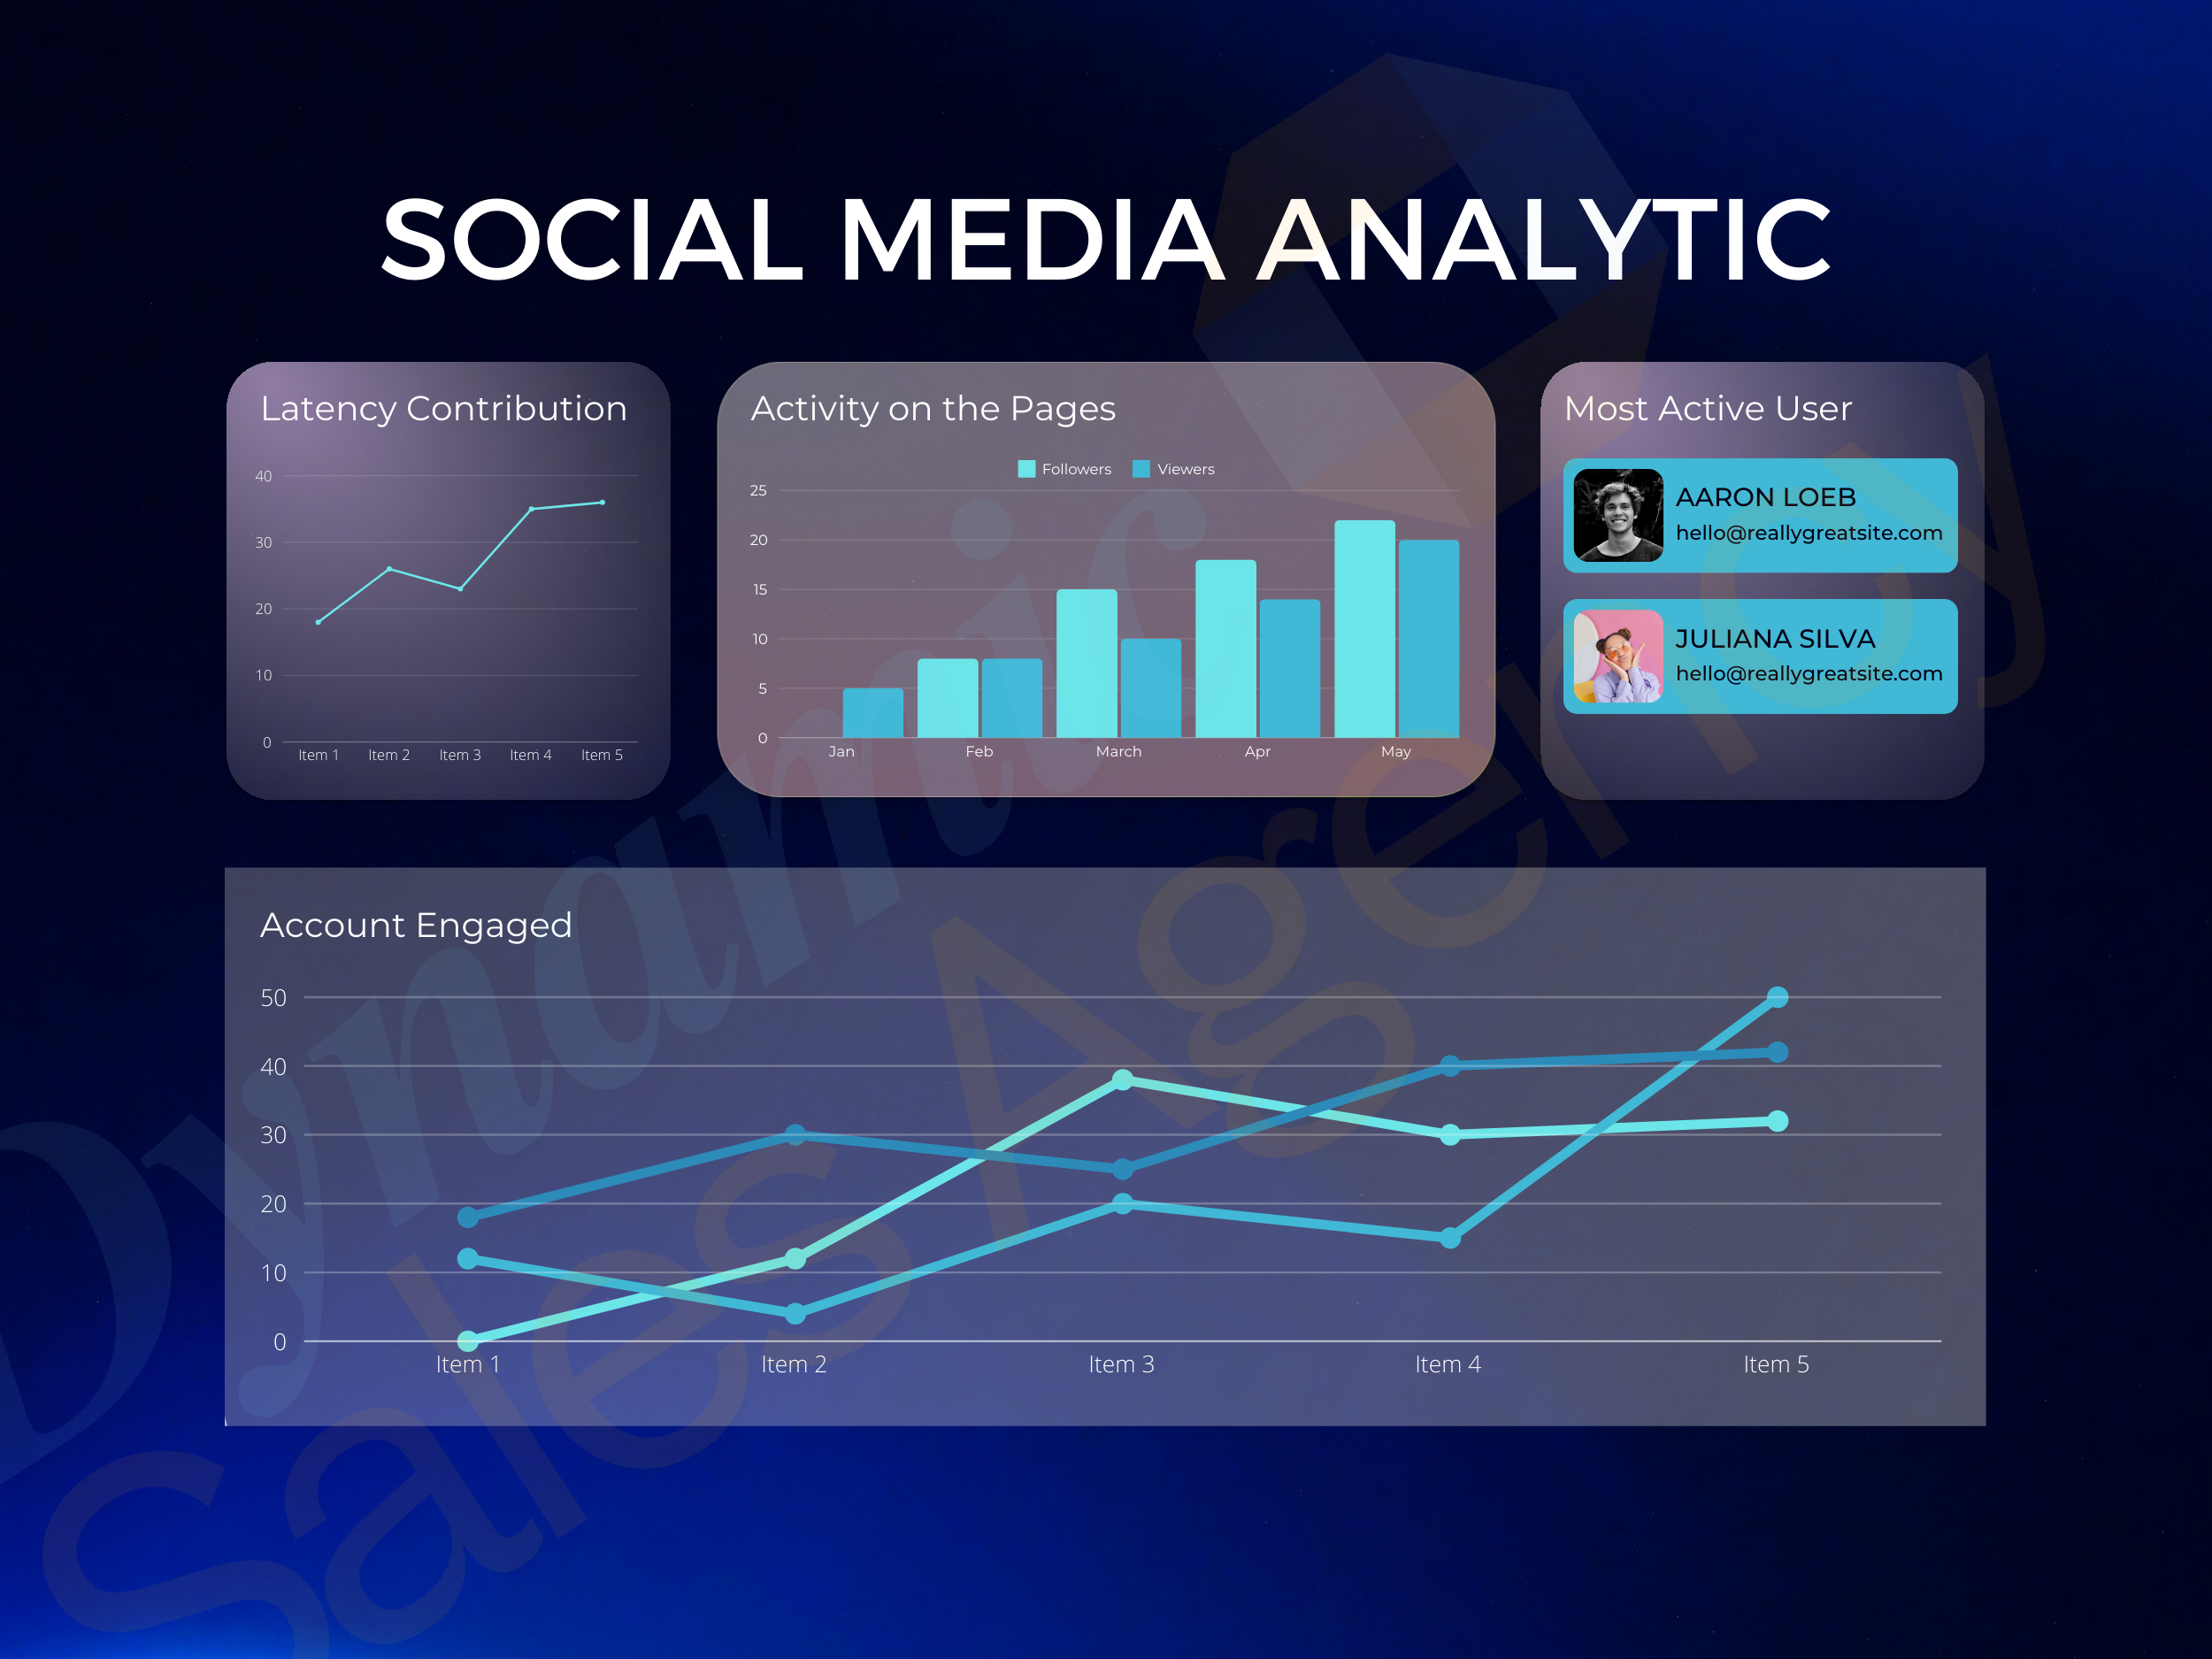 SOCIAL MEDIA ANALYTIC
Latency Contribution
40
30
20
10
0
Item 1 Item 2 Item 3 Item 4 Item 5
Activity on the Pages
Followers Viewers
25
20
15
10
5
0
Jan Feb March Apr May
Most Active User
AARON LOEB
hello@reallygreatsite.com
JULIANA SILVA
hello@reallygreatsite.com
Account Engaged
50
40
30
20
10
0
Item 1 Item 2 Item 3 Item 4 Item 5
Dynamic
Sales Agency